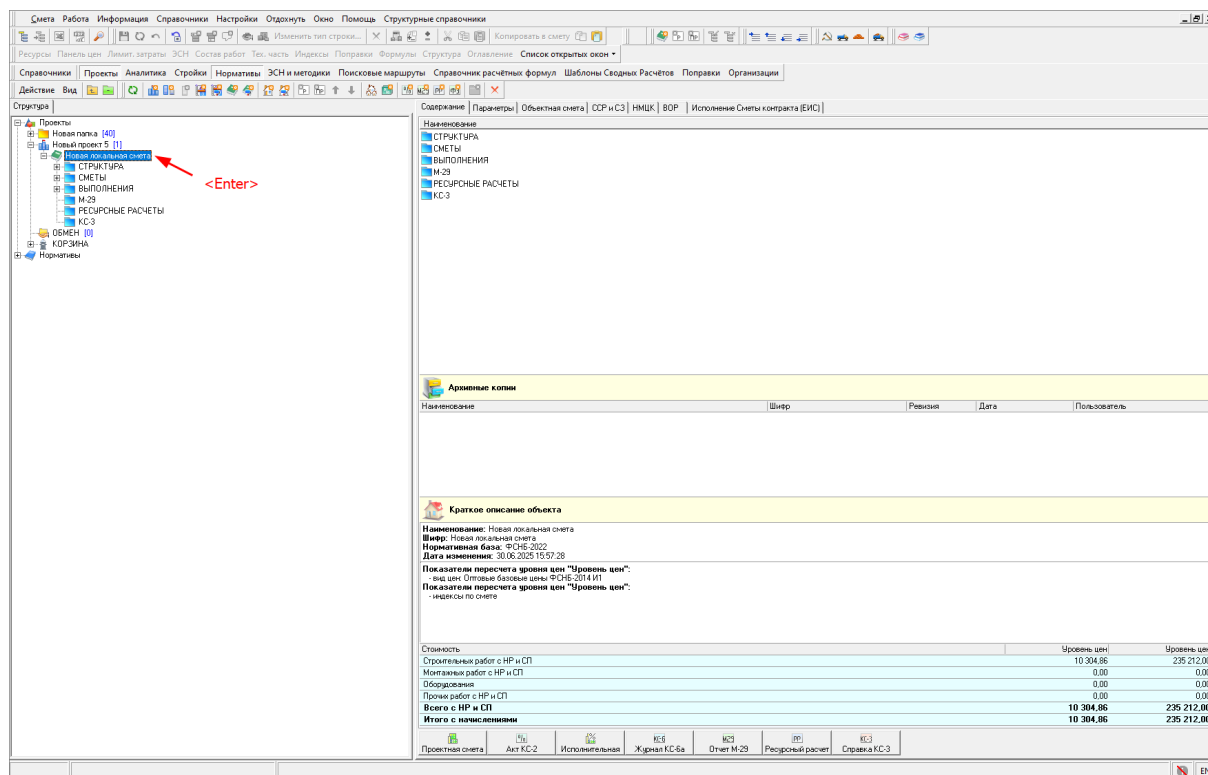 Смета Работа Информация Справочники Настройки Отдохнуть Окно Помощь Структурные справочники
Изменить тип строки... Копировать в смету
Ресурсы Панель цен Лимит. затраты ЭСН Состав работ Тех. часть Индексы Поправки Формулы Структура Оглавление Список открытых окон
Справочники Проекты Аналитика Стройки Нормативы ЭСН и методики Поисковые маршруты Справочник расчётных формул Шаблоны Сводных Расчётов Поправки Организации
Действие Вид
Структура
Проекты
Новая папка [40]
Новый проект 5 [1]
Новая локальная смета
СТРУКТУРА
СМЕТЫ
ВЫПОЛНЕНИЯ
М-29
РЕСУРСНЫЕ РАСЧЕТЫ
КС-3
ОБМЕН [0]
КОРЗИНА
Нормативы
<Enter>
Содержание Параметры Объектная смета ССР и СЗ НМЦК ВОР Исполнение Сметы контракта (ЕИС)
Наименование
СТРУКТУРА
СМЕТЫ
ВЫПОЛНЕНИЯ
М-29
РЕСУРСНЫЕ РАСЧЕТЫ
КС-3
Архивные копии
Наименование Шифр Ревизия Дата Пользователь
Краткое описание объекта
Наименование: Новая локальная смета
Шифр: Новая локальная смета
Нормативная база: ФСНБ-2022
Дата изменения: 30.06.2025 15:57:28
Показатели пересчета уровня цен "Уровень цен":
- вид цен: Оптовые базовые цены ФСНБ-2014 И1
Показатели пересчета уровня цен "Уровень цен":
- индексы по смете
Стоимость Уровень цен Уровень цен
Строительных работ с НР и СП 10 304,86 235 212,00
Монтажных работ с НР и СП 0,00 0,00
Оборудования 0,00 0,00
Прочих работ с НР и СП 0,00 0,00
Всего с НР и СП 10 304,86 235 212,00
Итого с начислениями 10 304,86 235 212,00
Проектная смета Акт КС-2 Исполнительная Журнал КС-6а Отчет М-29 Ресурсный расчет Справка КС-3
EN